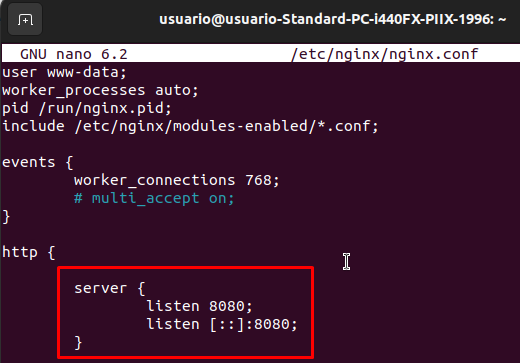 usuario@usuario-Standard-PC-i440FX-PIIX-1996: ~
GNU nano 6.2 /etc/nginx/nginx.conf
user www-data;
worker_processes auto;
pid /run/nginx.pid;
include /etc/nginx/modules-enabled/*.conf;
events {
worker_connections 768;
# multi_accept on;
}
http {
server {
listen 8080;
listen [::]:8080;
}